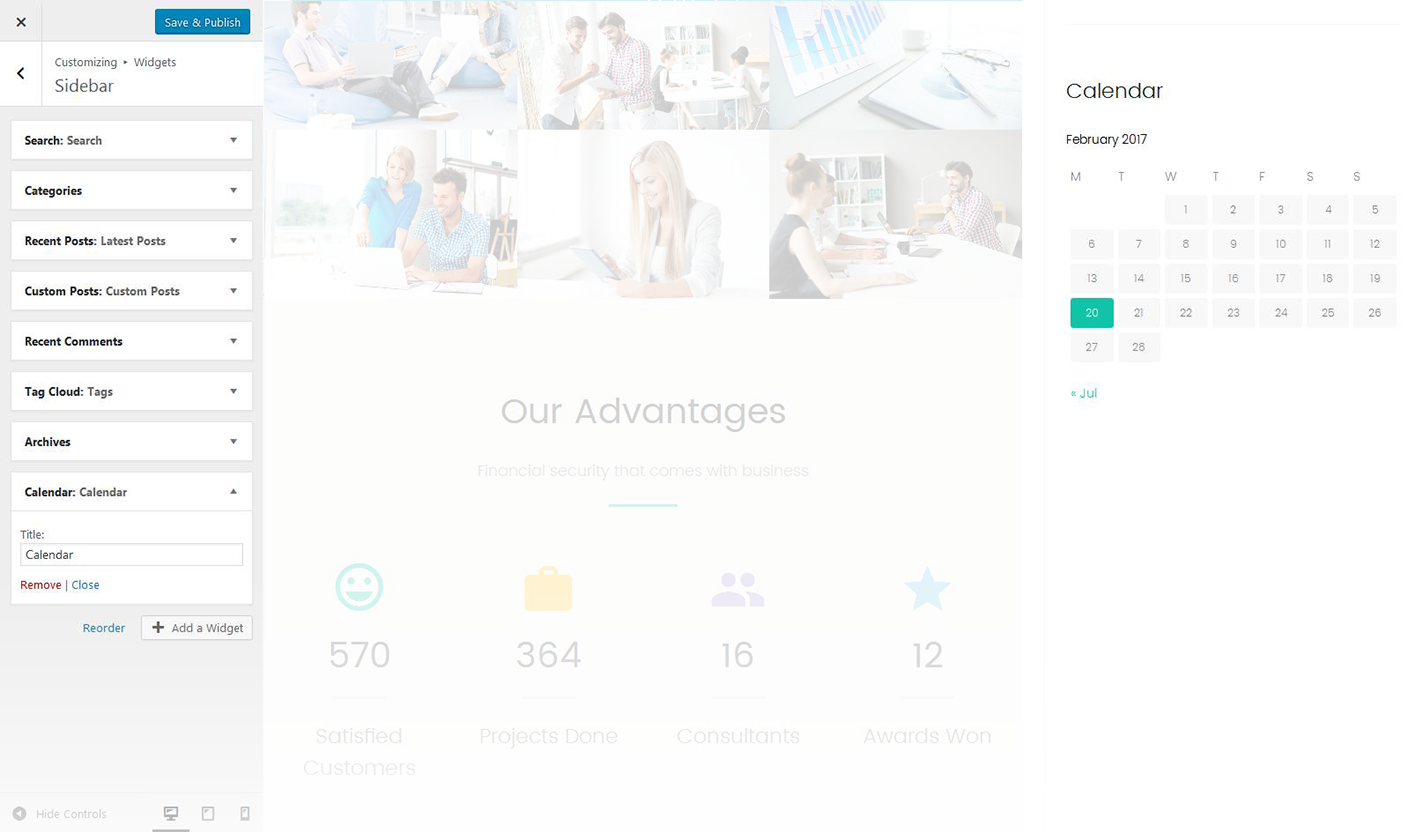 Save & Publish
Customizing ▸ Widgets
Sidebar
Search: Search
Categories
Recent Posts: Latest Posts
Custom Posts: Custom Posts
Recent Comments
Tag Cloud: Tags
Archives
Calendar: Calendar
Title:
Calendar
Remove | Close
Reorder
Add a Widget
Hide Controls
Our Advantages
Financial security that comes with business
570
364
16
12
Satisfied
Customers
Projects Done
Consultants
Awards Won
Calendar
February 2017
M T W T F S S
1 2 3 4 5
6 7 8 9 10 11 12
13 14 15 16 17 18 19
20 21 22 23 24 25 26
27 28
« Jul